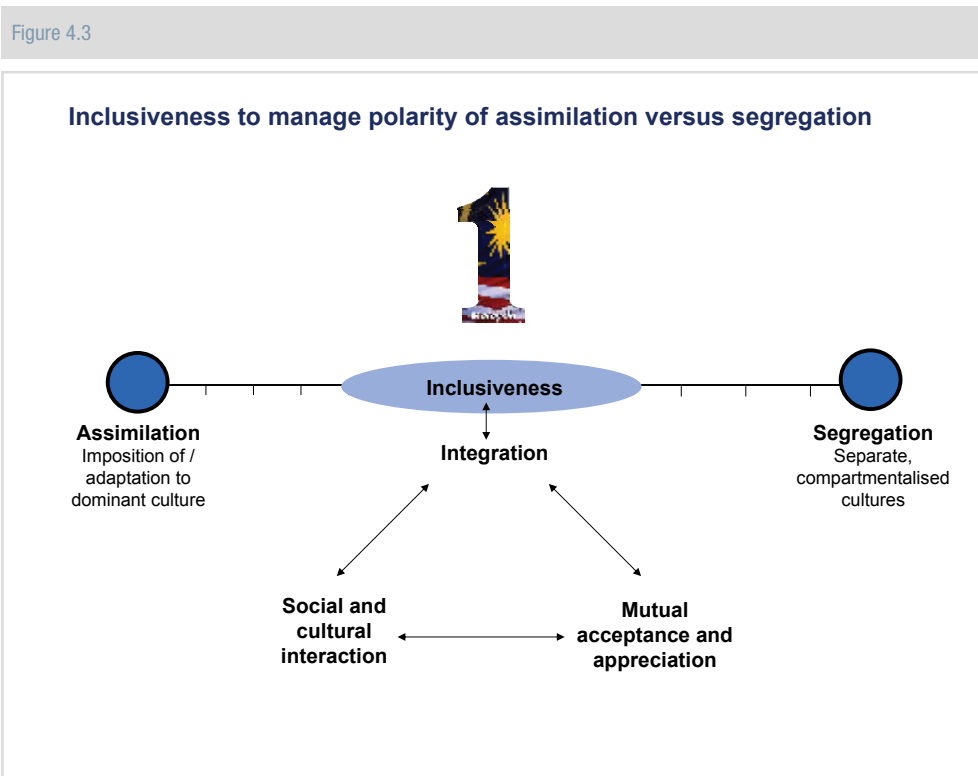 Figure 4.3
Inclusiveness to manage polarity of assimilation versus segregation
Inclusiveness
Assimilation
Imposition of /
adaptation to
dominant culture
Integration
Segregation
Separate,
compartmentalised
cultures
Social and
cultural
interaction
Mutual
acceptance and
appreciation